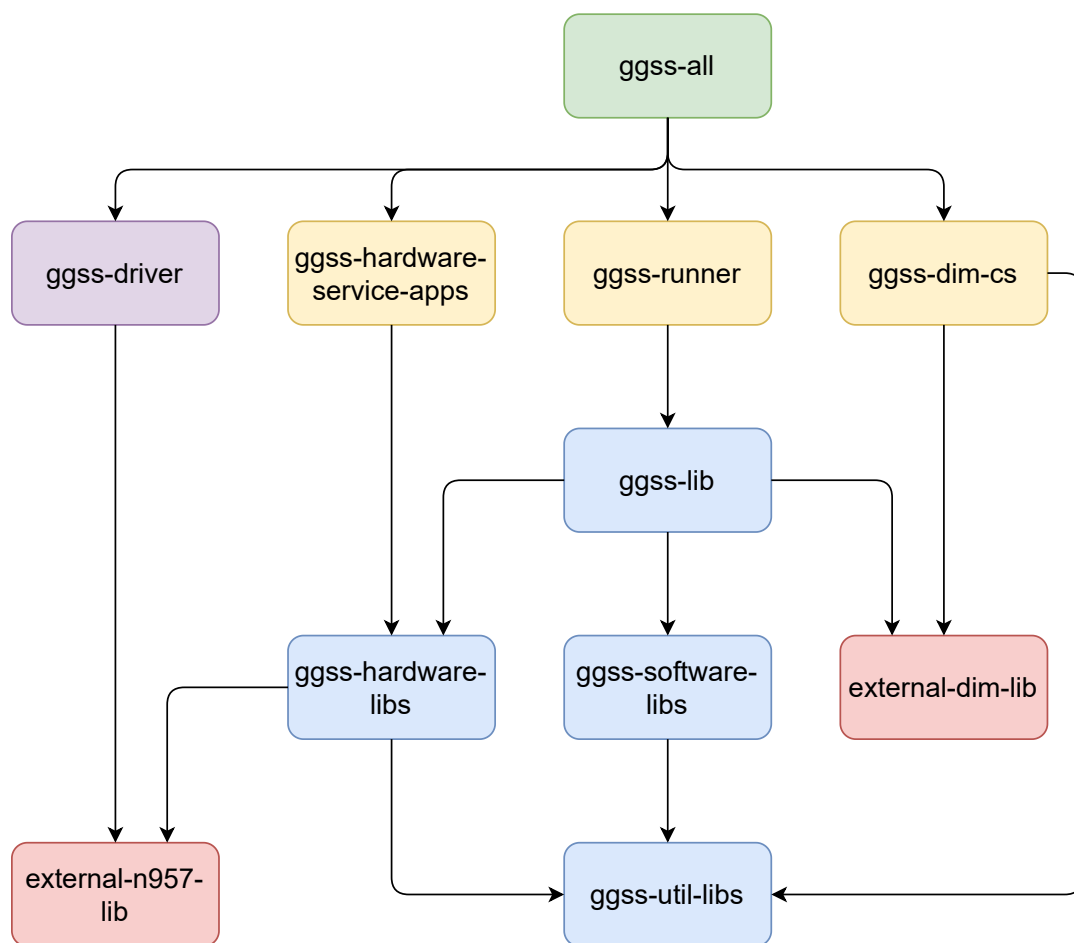 ggss-all
ggss-driver
ggss-hardware-
service-apps
ggss-runner
ggss-dim-cs
ggss-lib
ggss-hardware-
libs
ggss-software-
libs
external-dim-lib
external-n957-
lib
ggss-util-libs